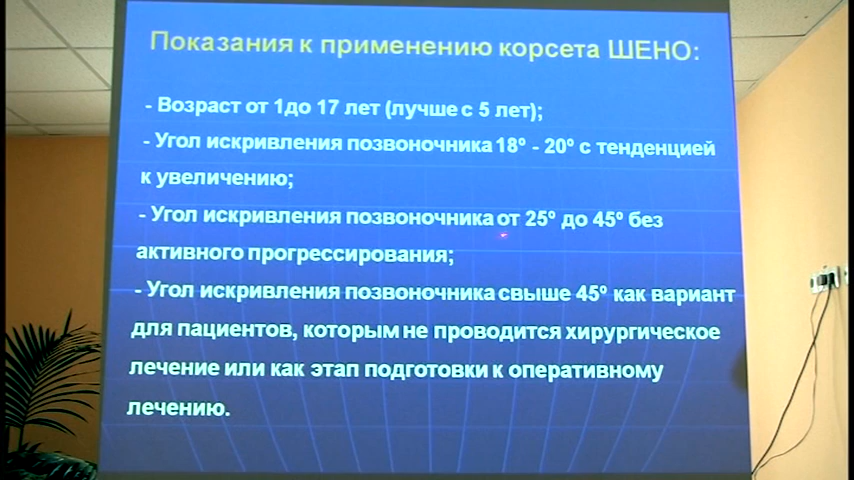 Показания к применению корсета ШЕНО:
- Возраст от 1до 17 лет (лучше с 5 лет);
- Угол искривления позвоночника 18º - 20º с тенденцией
к увеличению;
- Угол искривления позвоночника от 25º до 45º без
активного прогрессирования;
- Угол искривления позвоночника свыше 45º как вариант
для пациентов, которым не проводится хирургическое
лечение или как этап подготовки к оперативному
лечению.